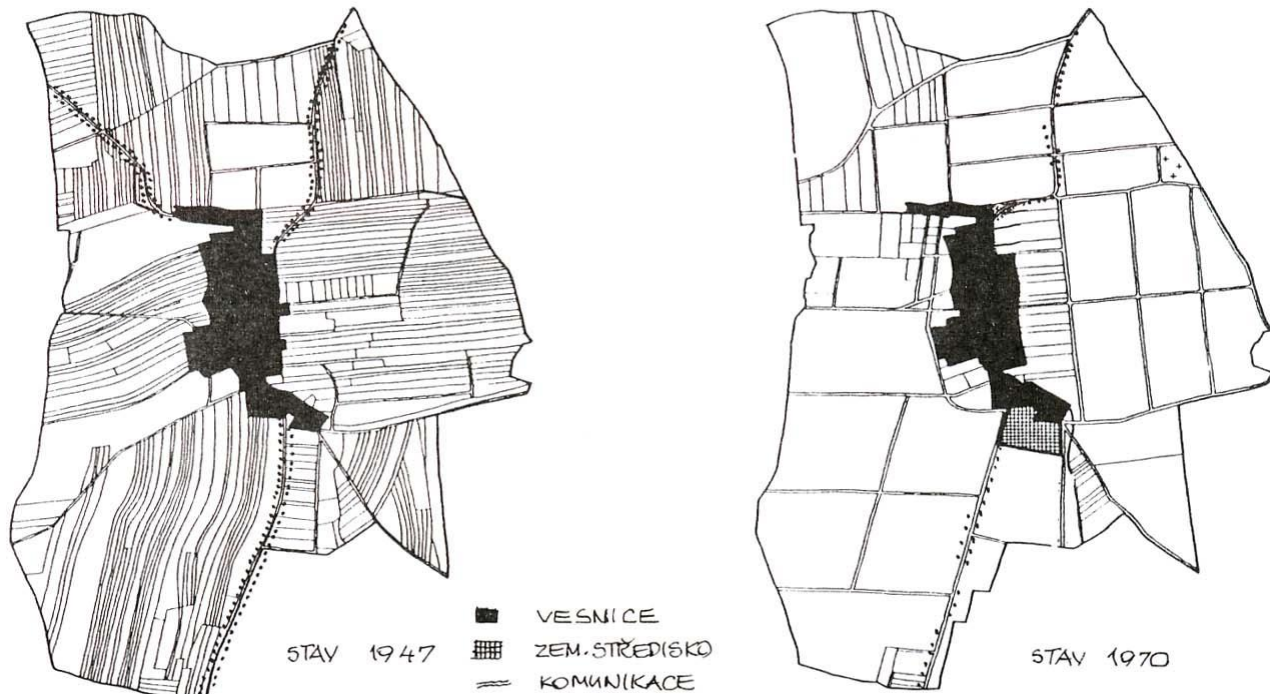 STAV 1947
VESNICE
ZEM. STŘEDISKO
KOMUNIKACE
STAV 1970